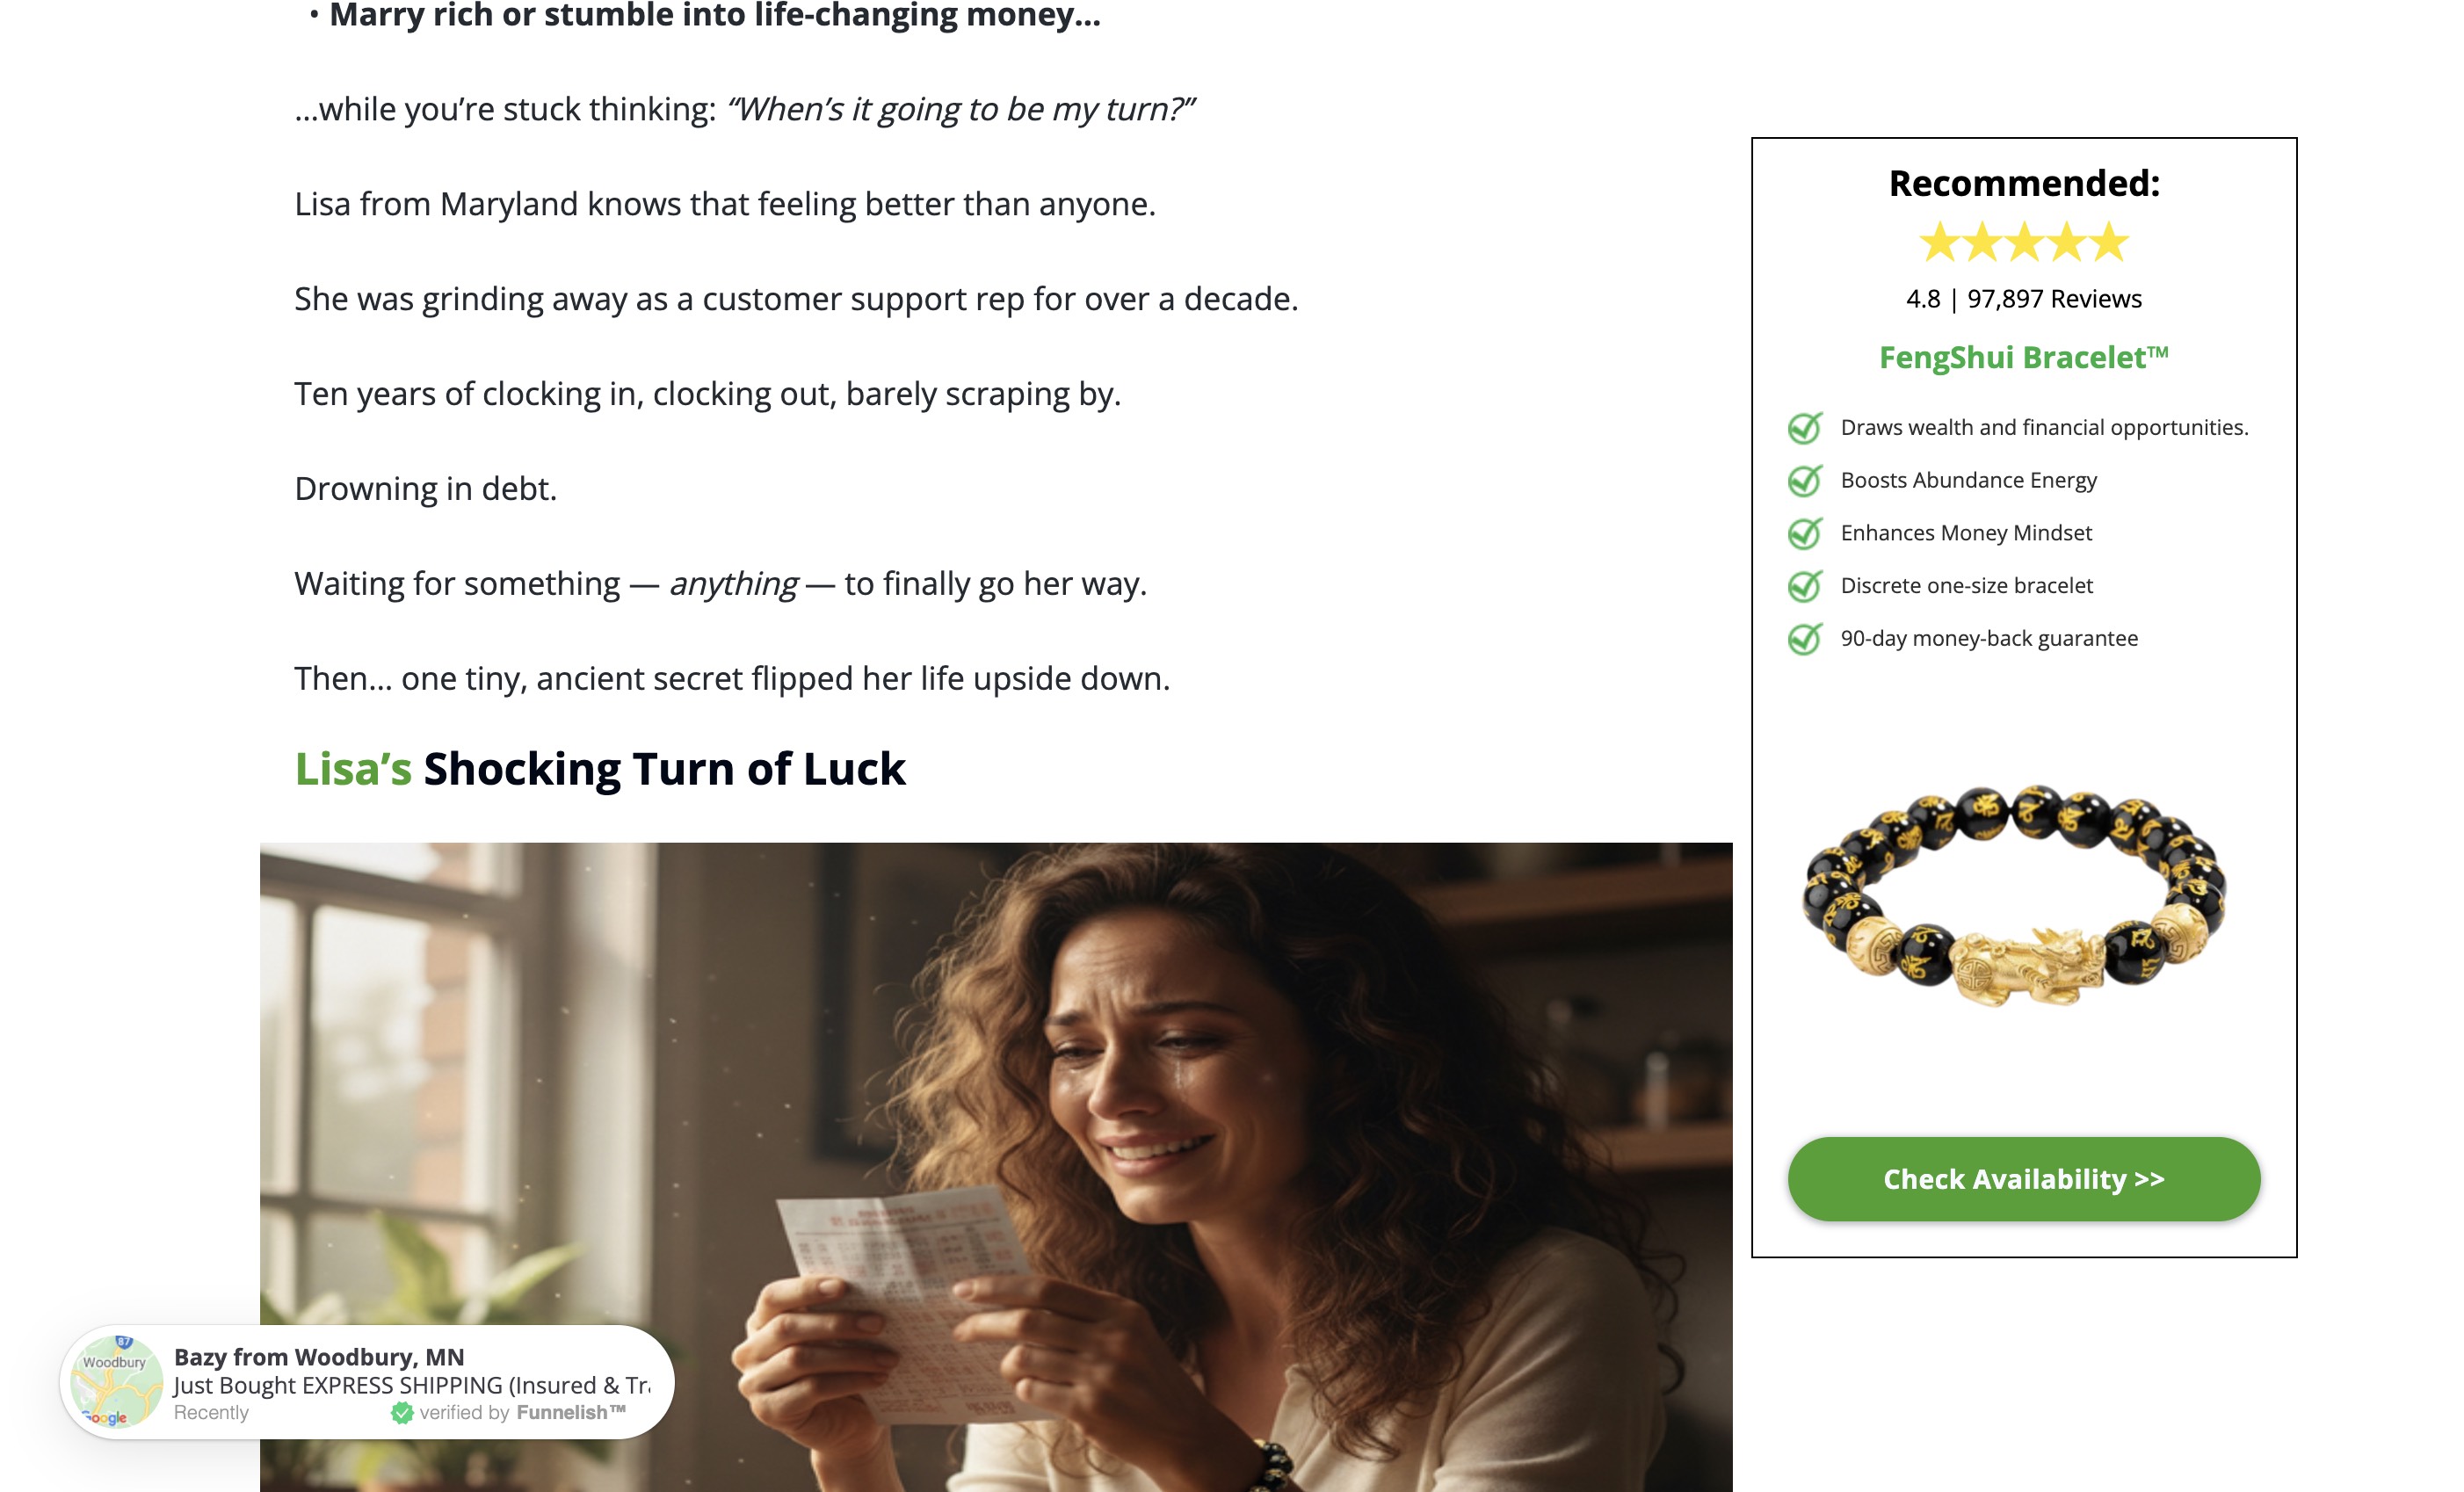 • Marry rich or stumble into life-changing money…
…while you’re stuck thinking: “When’s it going to be my turn?”
Lisa from Maryland knows that feeling better than anyone.
She was grinding away as a customer support rep for over a decade.
Ten years of clocking in, clocking out, barely scraping by.
Drowning in debt.
Waiting for something — anything — to finally go her way.
Then… one tiny, ancient secret flipped her life upside down.
Lisa’s Shocking Turn of Luck
Recommended:
4.8 | 97,897 Reviews
FengShui Bracelet™
Draws wealth and financial opportunities.
Boosts Abundance Energy
Enhances Money Mindset
Discrete one-size bracelet
90-day money-back guarantee
Check Availability >>
87
Woodbury
Google
Bazy from Woodbury, MN
Just Bought EXPRESS SHIPPING (Insured & Tr
Recently
verified by Funnelish™